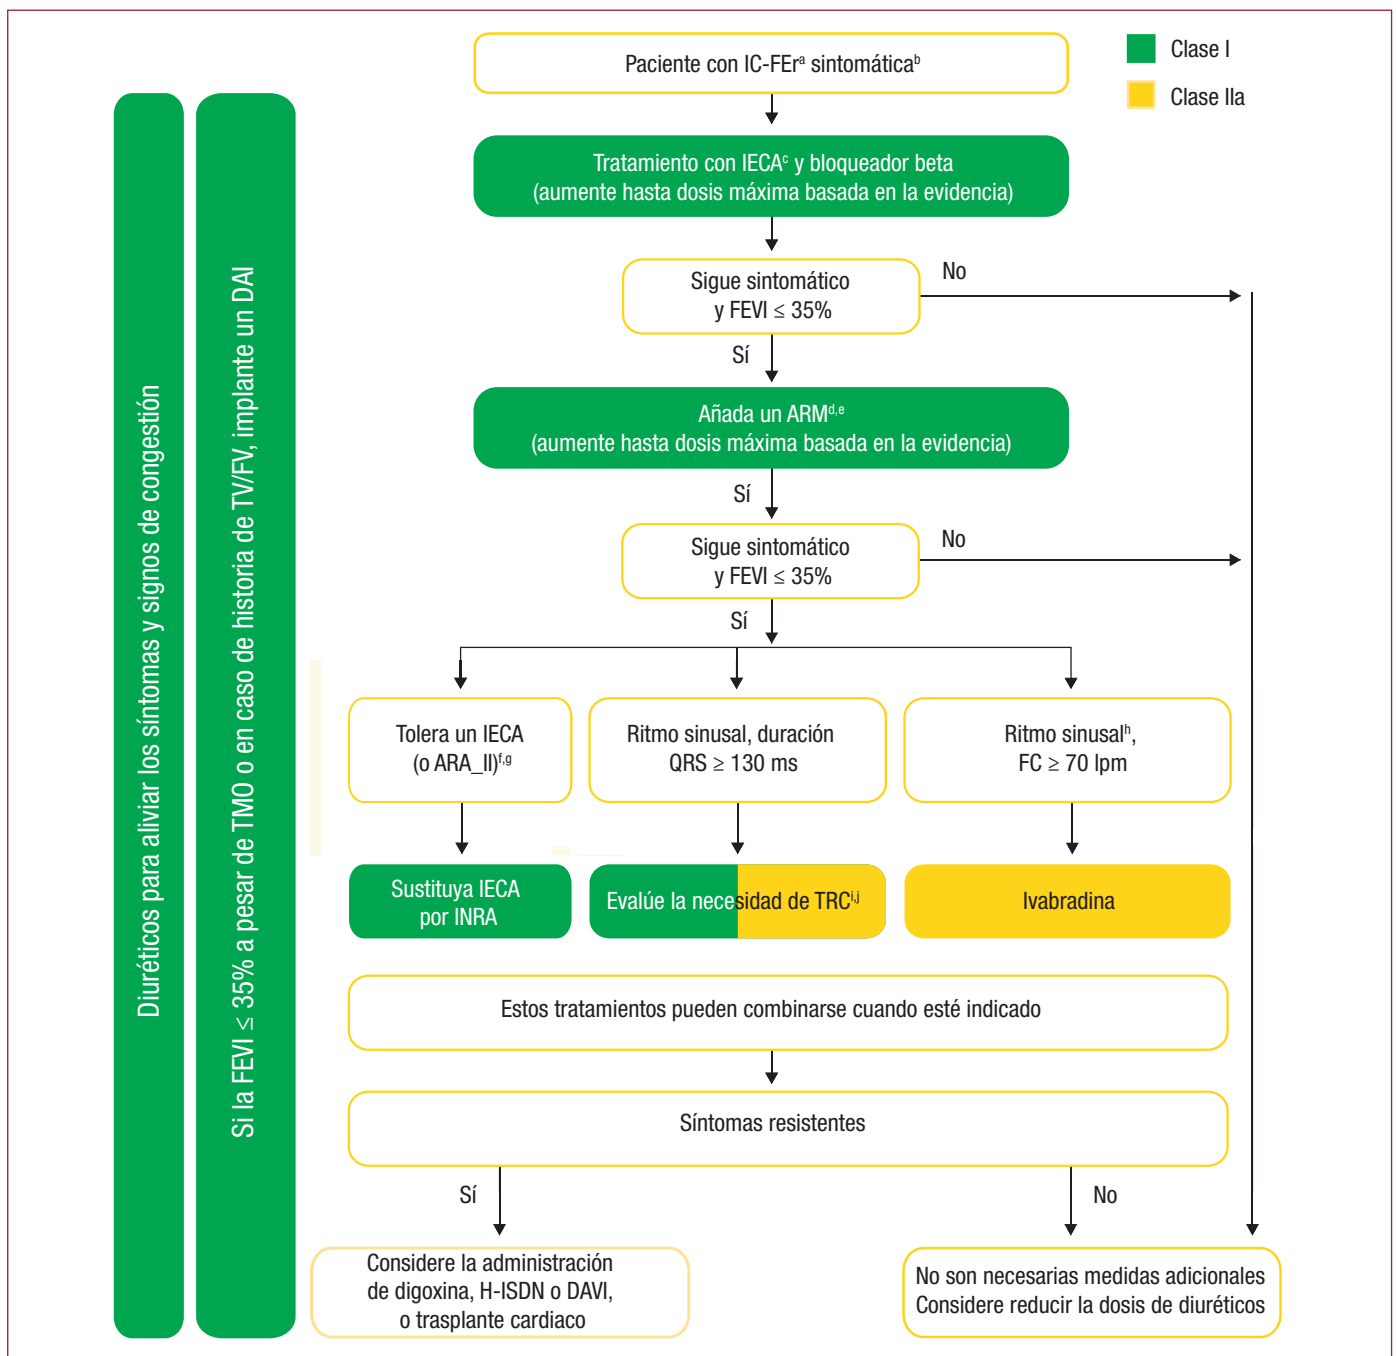 Paciente con IC-FErᵃ sintomáticaᵇ
Clase I
Clase IIa
Diuréticos para aliviar los síntomas y signos de congestión
Si la FEVI ≤ 35% a pesar de TMO o en caso de historia de TV/FV, implante un DAI
Tratamiento con IECAᶜ y bloqueador beta
(aumente hasta dosis máxima basada en la evidencia)
Sigue sintomático
y FEVI ≤ 35%
No
Sí
Añada un ARMᵈ,ᵉ
(aumente hasta dosis máxima basada en la evidencia)
Sí
Sigue sintomático
y FEVI ≤ 35%
No
Sí
Tolera un IECA
(o ARA_II)ᶠ,ᵍ
Ritmo sinusal, duración
QRS ≥ 130 ms
Ritmo sinusalʰ,
FC ≥ 70 lpm
Sustituya IECA
por INRA
Evalúe la necesidad de TRCⁱ,ʲ
Ivabradina
Estos tratamientos pueden combinarse cuando esté indicado
Síntomas resistentes
Sí
No
Considere la administración
de digoxina, H-ISDN o DAVI,
o trasplante cardiaco
No son necesarias medidas adicionales
Considere reducir la dosis de diuréticos